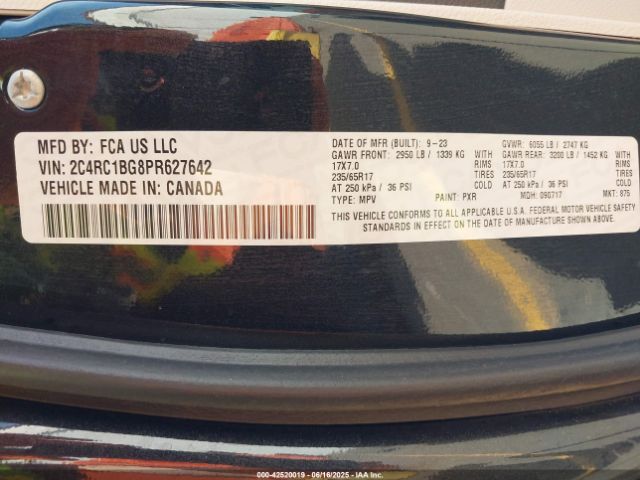 MFD BY: FCA US LLC
VIN: 2C4RC1BG8PR627642
VEHICLE MADE IN: CANADA
DATE OF MFR (BUILT): 9-23 GVWR: 6055 LB / 2747 KG
GAWR FRONT: 2950 LB / 1339 KG WITH GAWR REAR: 3200 LB / 1452 KG WITH
17X7.0 RIMS 17X7.0 RIMS
235/65R17 TIRES 235/65R17 TIRES
AT 250 kPa / 36 PSI COLD AT 250 kPa / 36 PSI COLD
TYPE: MPV PAINT: PXR MDH: 090717 MKT: 875
THIS VEHICLE CONFORMS TO ALL APPLICABLE U.S.A. FEDERAL MOTOR VEHICLE SAFETY
STANDARDS IN EFFECT ON THE DATE OF MANUFACTURE SHOWN ABOVE.
000-42520019 06/16/2025 IAAI.COM